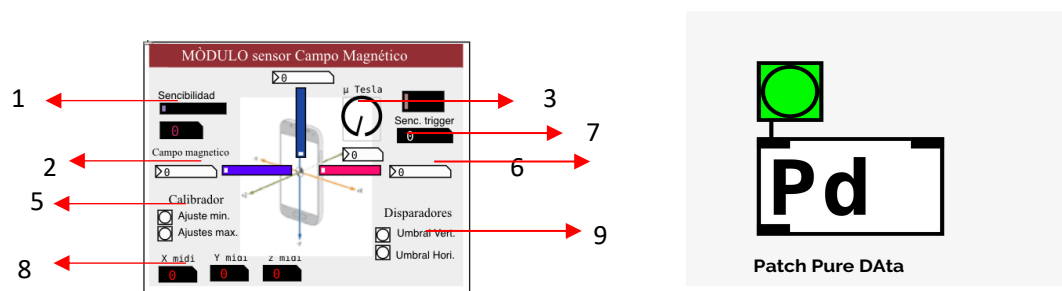 MÒDULO sensor Campo Magnético
0
1
Sencibilidad
0
μ Tesla
3
Senc. trigger
0
7
2
Campo magnetico
0
0
0
6
5
Calibrador
Ajuste min.
Ajustes max.
Disparadores
Umbral Vert.
Umbral Hori.
9
8
X midi
Y midi
z midi
0
0
0
Pd
Patch Pure DAta